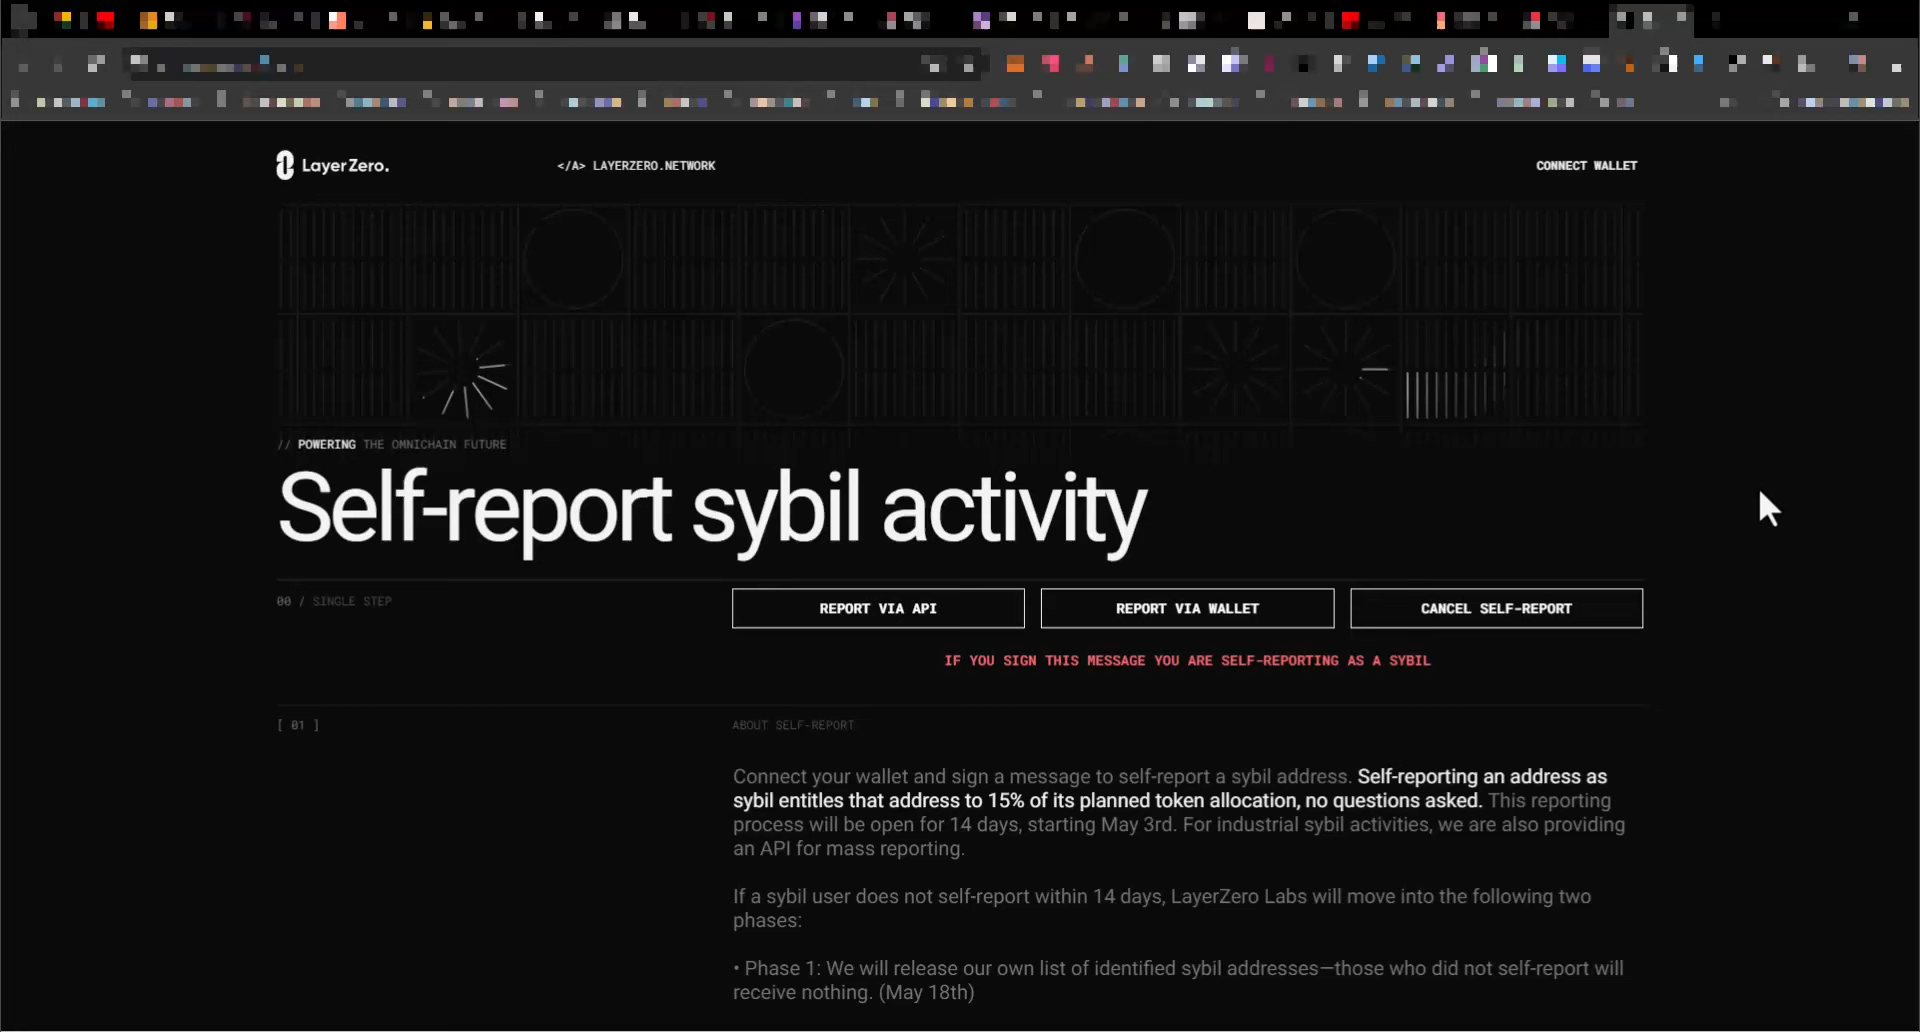 LayerZero.
</A> LAYERZERO.NETWORK
CONNECT WALLET
// POWERING THE OMNICHAIN FUTURE
Self-report sybil activity
00 / SINGLE STEP
REPORT VIA API
REPORT VIA WALLET
CANCEL SELF-REPORT
IF YOU SIGN THIS MESSAGE YOU ARE SELF-REPORTING AS A SYBIL
[ 01 ]
ABOUT SELF-REPORT
Connect your wallet and sign a message to self-report a sybil address. Self-reporting an address as
sybil entitles that address to 15% of its planned token allocation, no questions asked. This reporting
process will be open for 14 days, starting May 3rd. For industrial sybil activities, we are also providing
an API for mass reporting.
If a sybil user does not self-report within 14 days, LayerZero Labs will move into the following two
phases:
• Phase 1: We will release our own list of identified sybil addresses—those who did not self-report will
receive nothing. (May 18th)